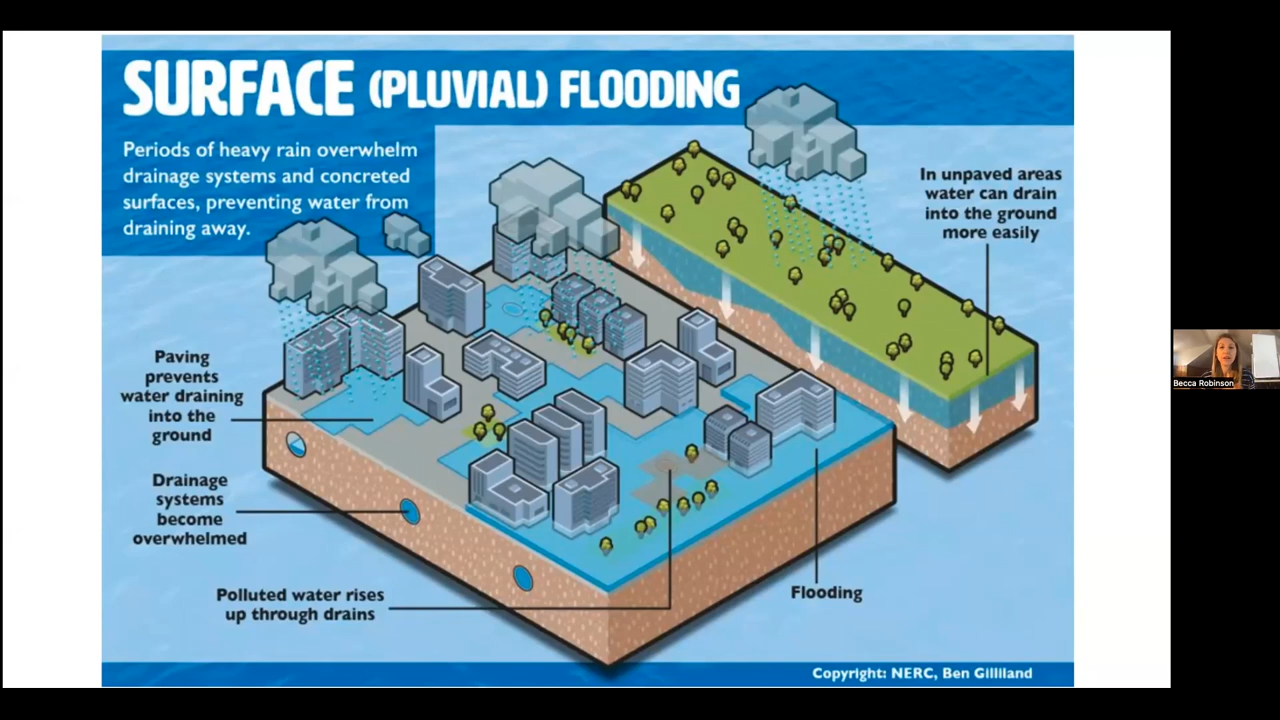 SURFACE (PLUVIAL) FLOODING
Periods of heavy rain overwhelm
drainage systems and concreted
surfaces, preventing water from
draining away.
In unpaved areas
water can drain
into the ground
more easily
Paving
prevents
water draining
into the
ground
Drainage
systems
become
overwhelmed
Polluted water rises
up through drains
Flooding
Copyright: NERC, Ben Gilliland
Becca Robinson